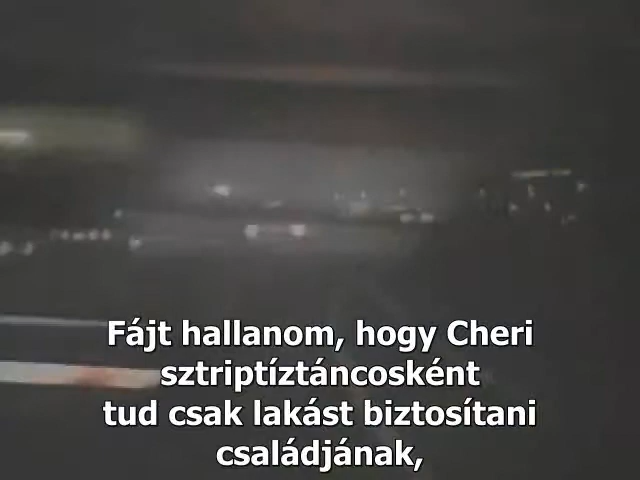 Fájt hallanom, hogy Cheri
sztriptíztáncosként
tud csak lakást biztosítani
családjának,